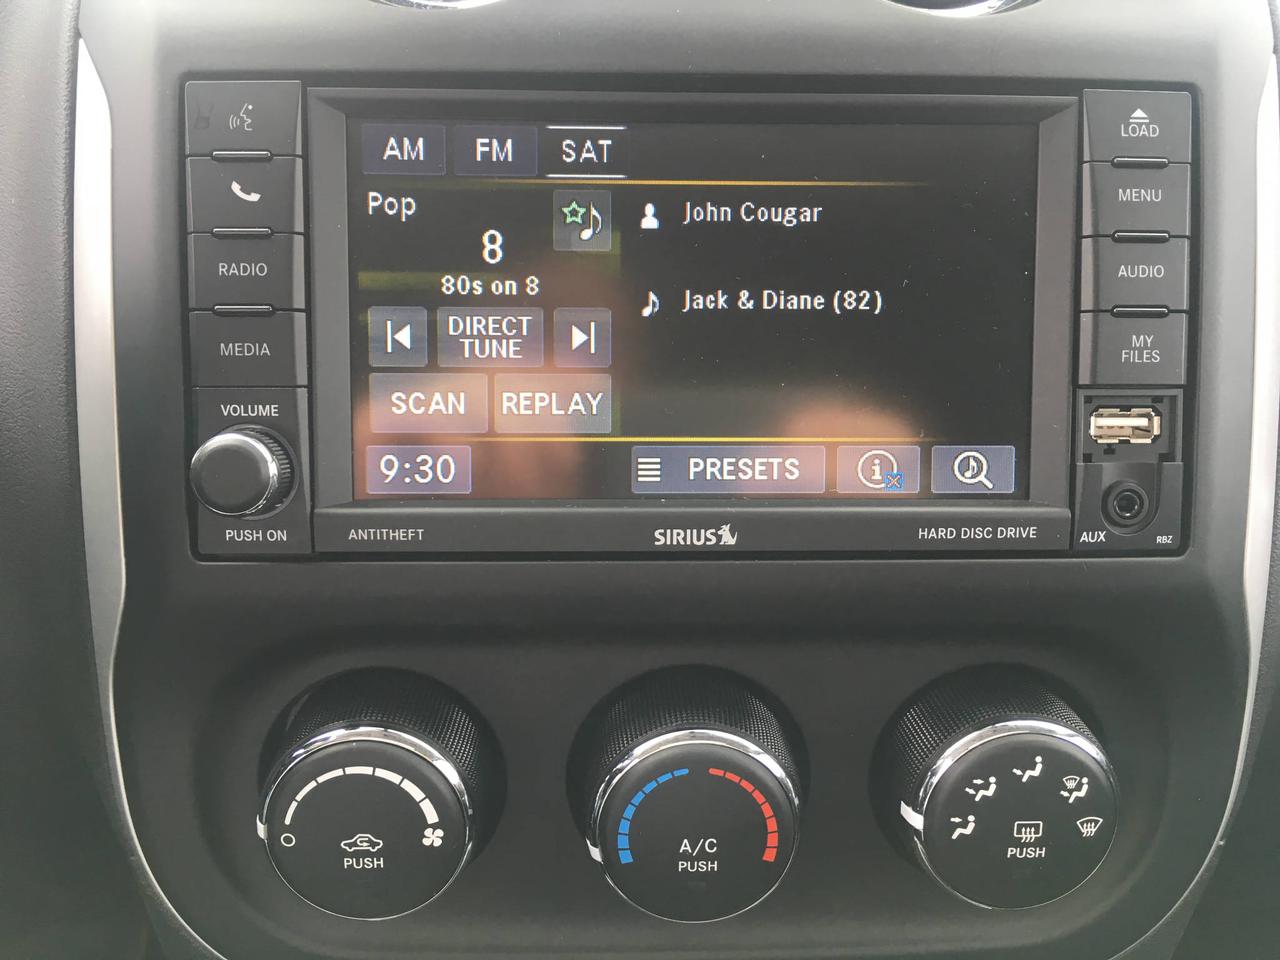 AM FM SAT
Pop
8
80s on 8
John Cougar
Jack & Diane (82)
DIRECT
TUNE
SCAN REPLAY
9:30
PRESETS
i
RADIO
MEDIA
VOLUME
PUSH ON
LOAD
MENU
AUDIO
MY
FILES
ANTITHEFT
SIRIUS
HARD DISC DRIVE
AUX
RBZ
PUSH
A/C
PUSH
PUSH